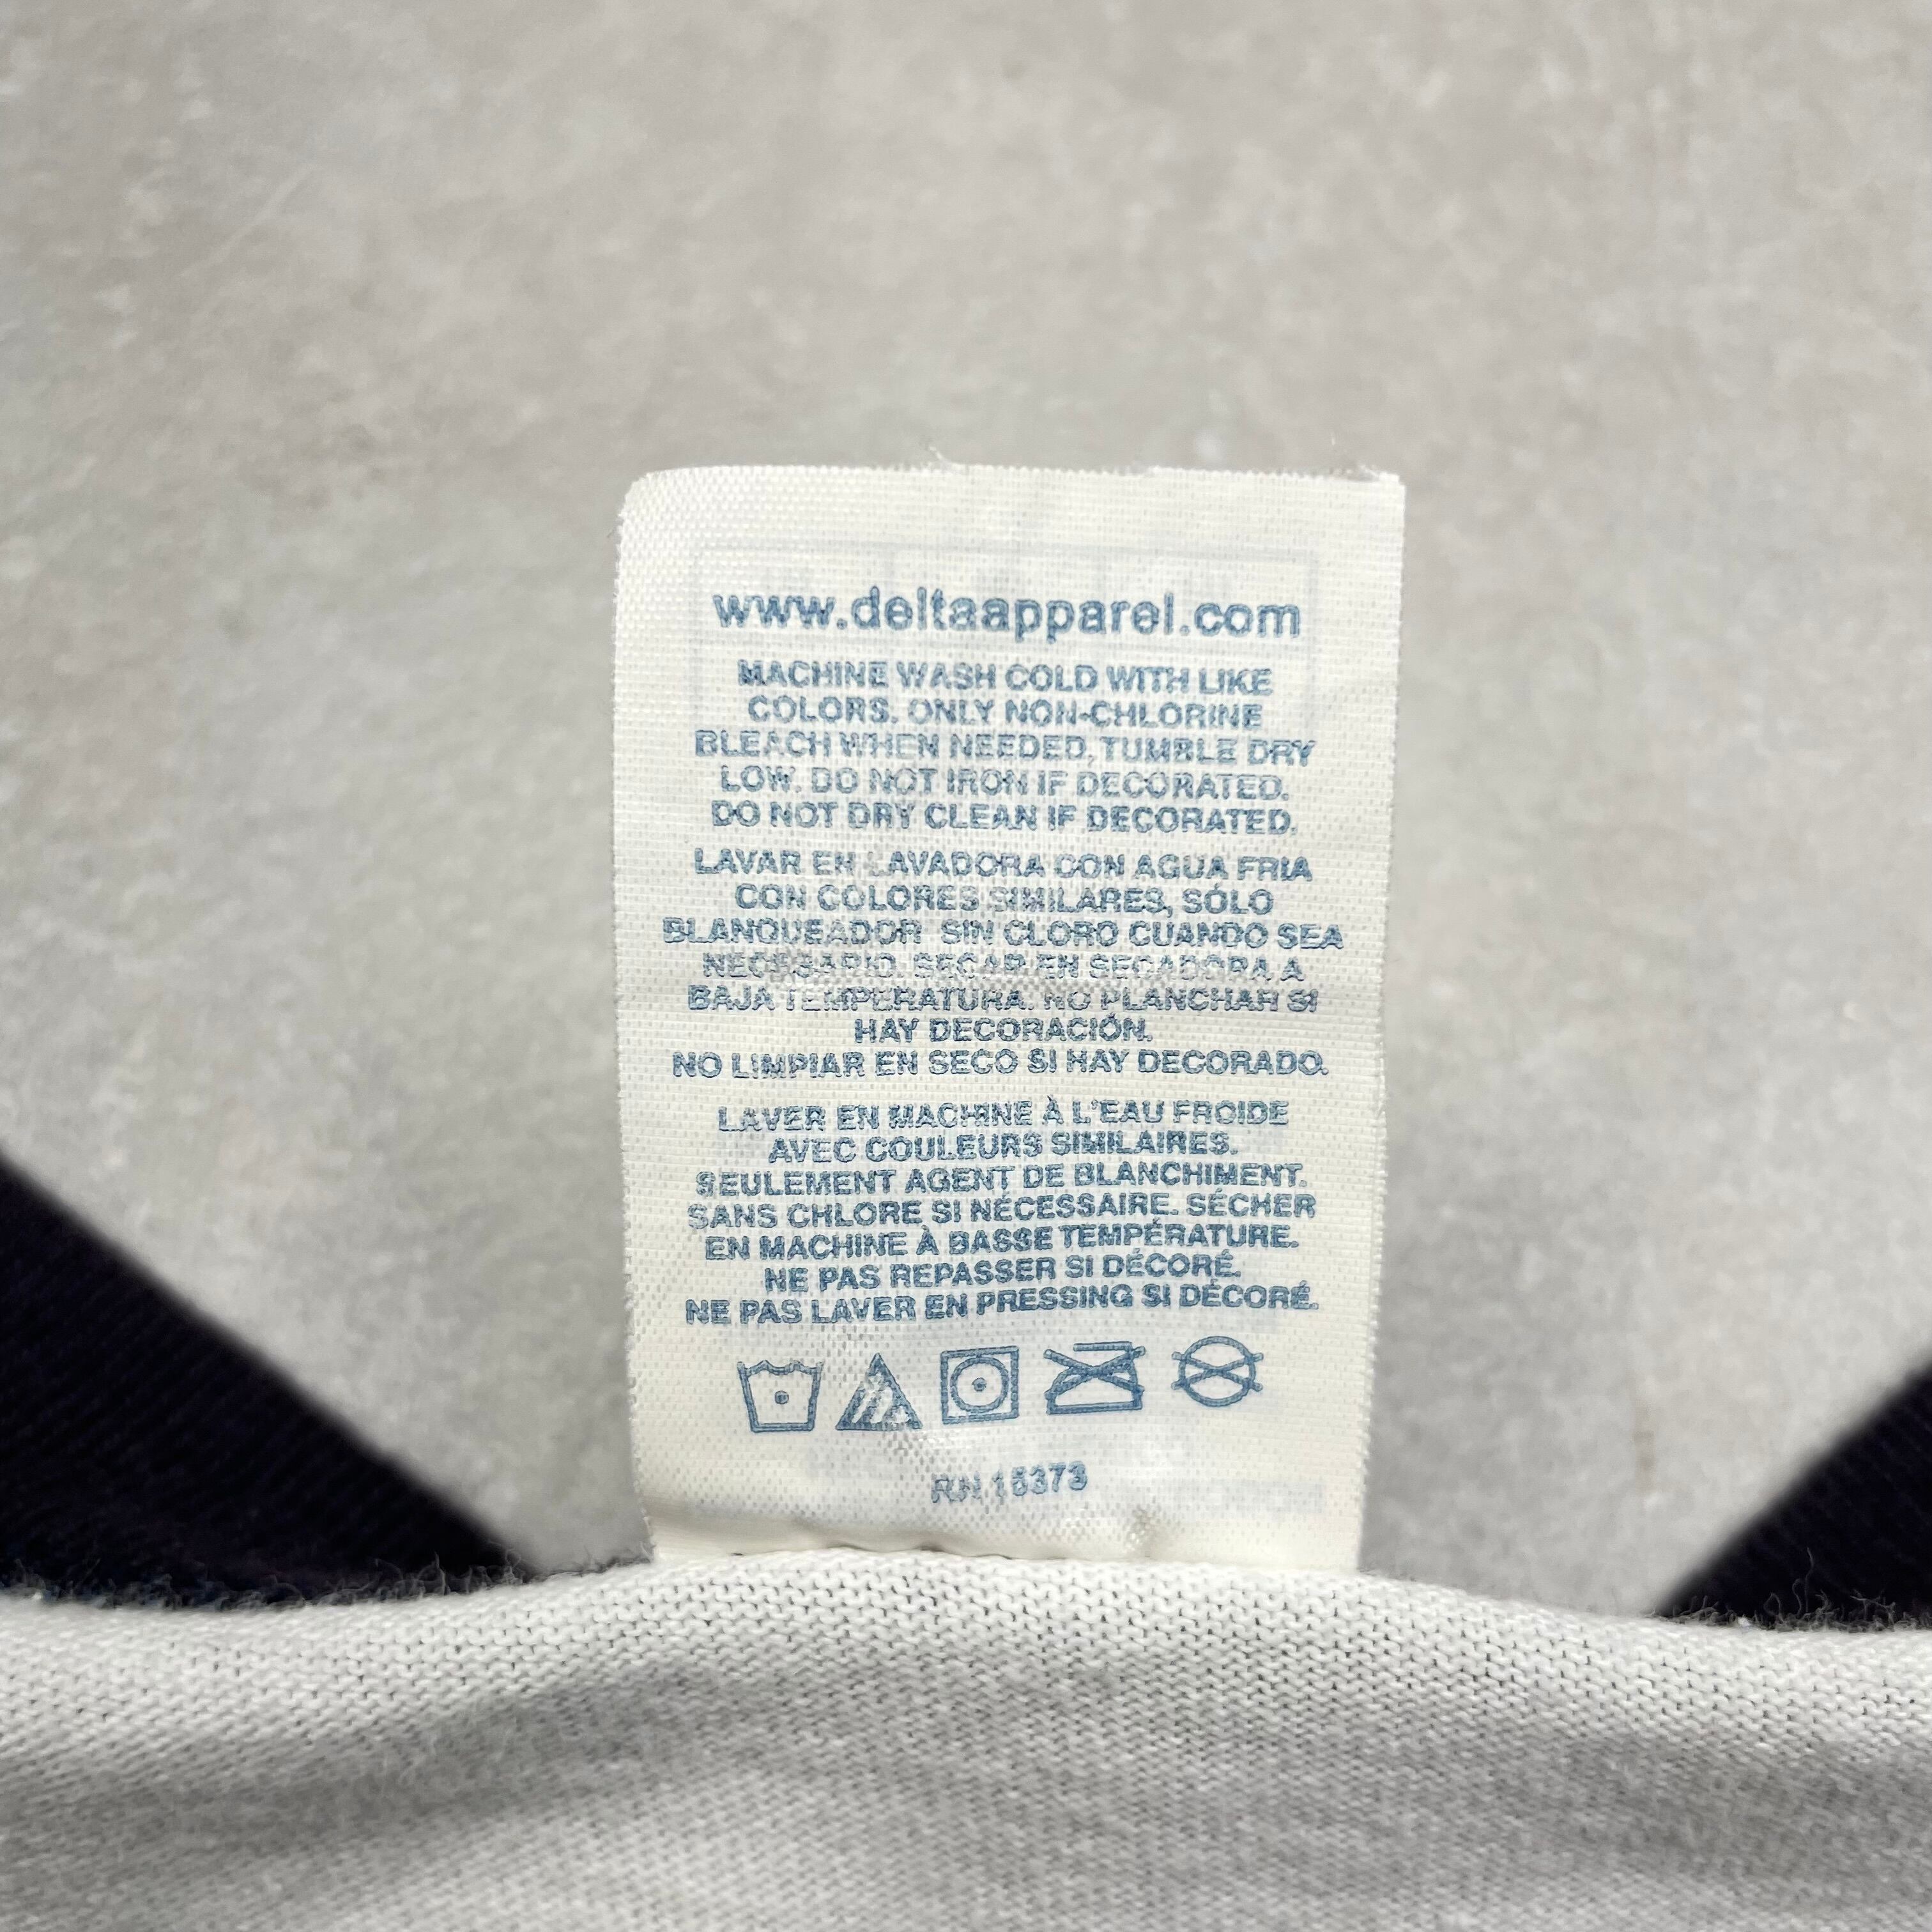 www.deltaapparel.com
MACHINE WASH COLD WITH LIKE
COLORS. ONLY NON-CHLORINE
BLEACH WHEN NEEDED, TUMBLE DRY
LOW. DO NOT IRON IF DECORATED.
DO NOT DRY CLEAN IF DECORATED.
LAVAR EN LAVADORA CON AGUA FRIA
CON COLORES SIMILARES, SÓLO
BLANQUEADOR SIN CLORO CUANDO SEA
NECESARIO. SECAR EN SECADORA A
BAJA TEMPERATURA. NO PLANCHAR SI
HAY DECORACIÓN.
NO LIMPIAR EN SECO SI HAY DECORADO.
LAVER EN MACHINE À L'EAU FROIDE
AVEC COULEURS SIMILAIRES.
SEULEMENT AGENT DE BLANCHIMENT.
SANS CHLORE SI NÉCESSAIRE. SÉCHER
EN MACHINE À BASSE TEMPÉRATURE.
NE PAS REPASSER SI DÉCORÉ.
NE PAS LAVER EN PRESSING SI DÉCORÉ.
RN 15373